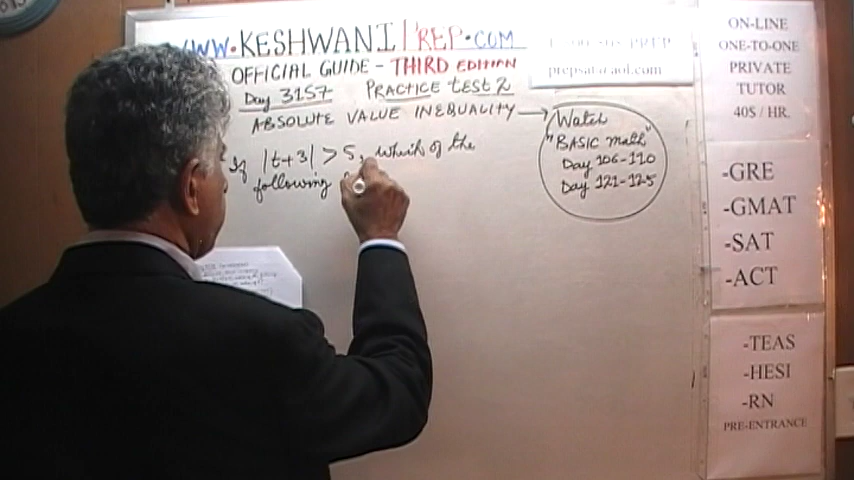 WWW.KESHWANIPREP.COM
OFFICIAL GUIDE - THIRD EDITION
Day 3157 PRACTICE test 2
ABSOLUTE VALUE INEQUALITY
If |t+3| > 5, which of the
following
Watch
"BASIC math"
Day 106-110
Day 121-125
PREP
prepsat@aol.com
ON-LINE
ONE-TO-ONE
PRIVATE
TUTOR
40$ / HR.
-GRE
-GMAT
-SAT
-ACT
-TEAS
-HESI
-RN
PRE-ENTRANCE